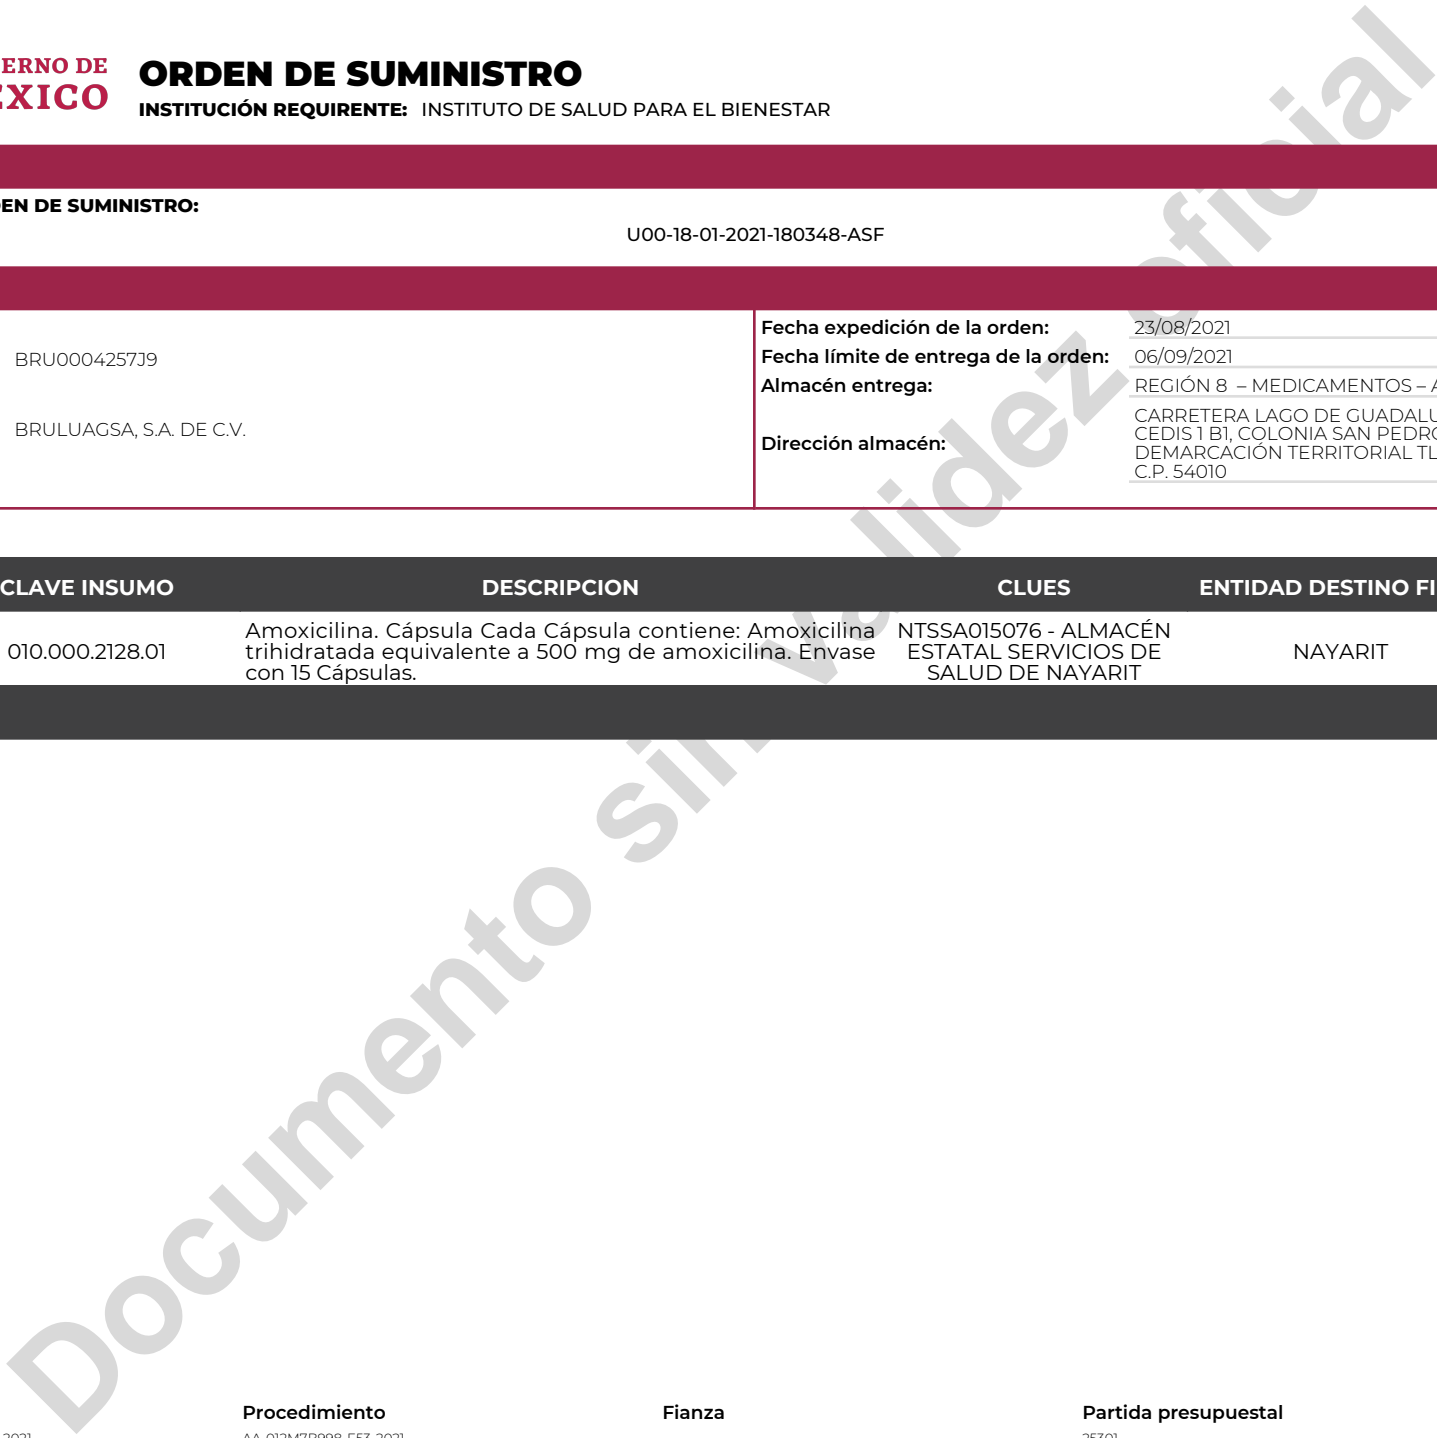 ERNO DE
EXICO
ORDEN DE SUMINISTRO
INSTITUCIÓN REQUIRENTE: INSTITUTO DE SALUD PARA EL BIENESTAR
EN DE SUMINISTRO:
U00-18-01-2021-180348-ASF
BRU0004257J9
BRULUAGSA, S.A. DE C.V.
Fecha expedición de la orden: 23/08/2021
Fecha límite de entrega de la orden: 06/09/2021
Almacén entrega: REGIÓN 8 – MEDICAMENTOS – A
Dirección almacén:
CARRETERA LAGO DE GUADALU
CEDIS 1 B1, COLONIA SAN PEDRO
DEMARCACIÓN TERRITORIAL TL
C.P. 54010
CLAVE INSUMO DESCRIPCION CLUES ENTIDAD DESTINO FI
010.000.2128.01
Amoxicilina. Cápsula Cada Cápsula contiene: Amoxicilina
trihidratada equivalente a 500 mg de amoxicilina. Envase
con 15 Cápsulas.
NTSSA015076 - ALMACÉN
ESTATAL SERVICIOS DE
SALUD DE NAYARIT
NAYARIT
Documento sin validez oficial
Procedimiento Fianza Partida presupuestal